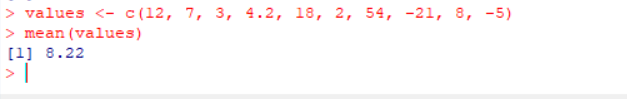 > values <- c(12, 7, 3, 4.2, 18, 2, 54, -21, 8, -5)
> mean(values)
[1] 8.22
>